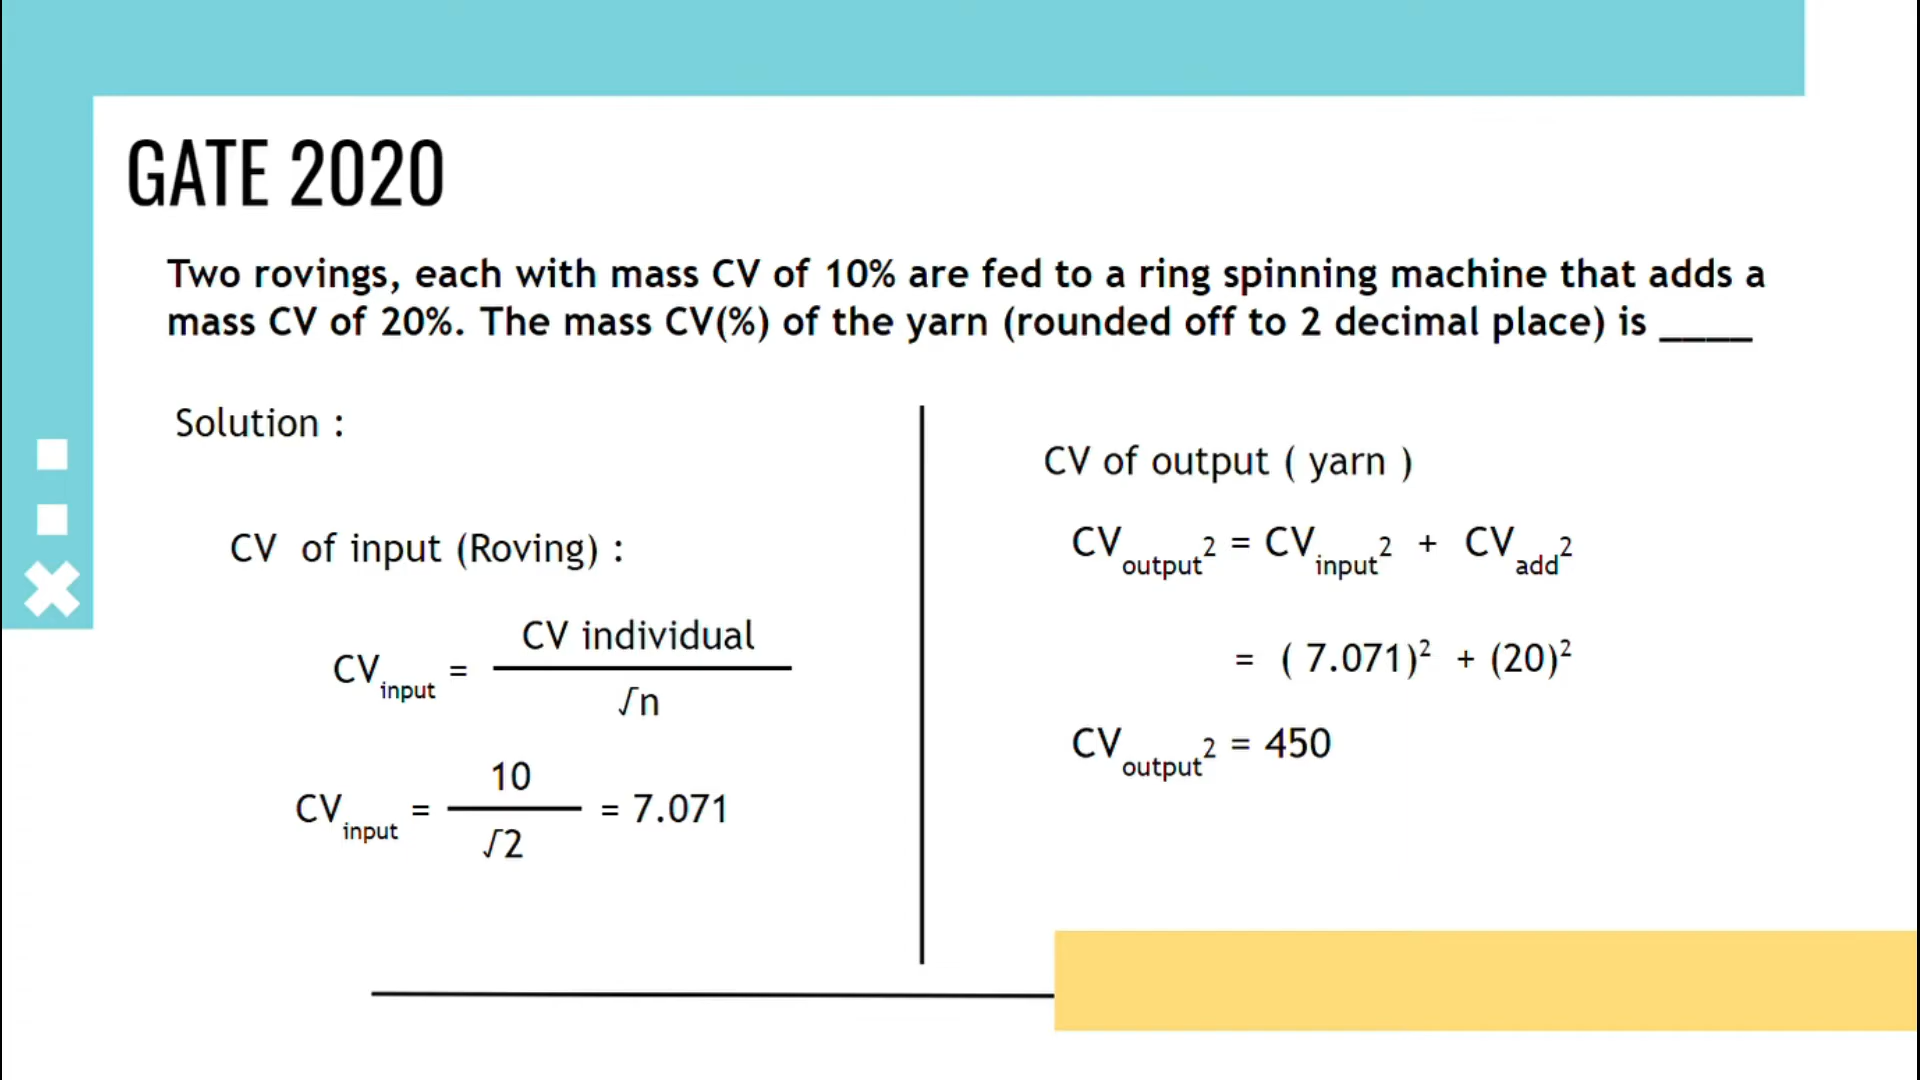 GATE 2020
Two rovings, each with mass CV of 10% are fed to a ring spinning machine that adds a
mass CV of 20%. The mass CV(%) of the yarn (rounded off to 2 decimal place) is ____
Solution :
CV of input (Roving) :
CV individual
CVinput =
√n
10
CVinput = = 7.071
√2
CV of output ( yarn )
CVoutput² = CVinput² + CVadd²
= ( 7.071)² + (20)²
CVoutput² = 450